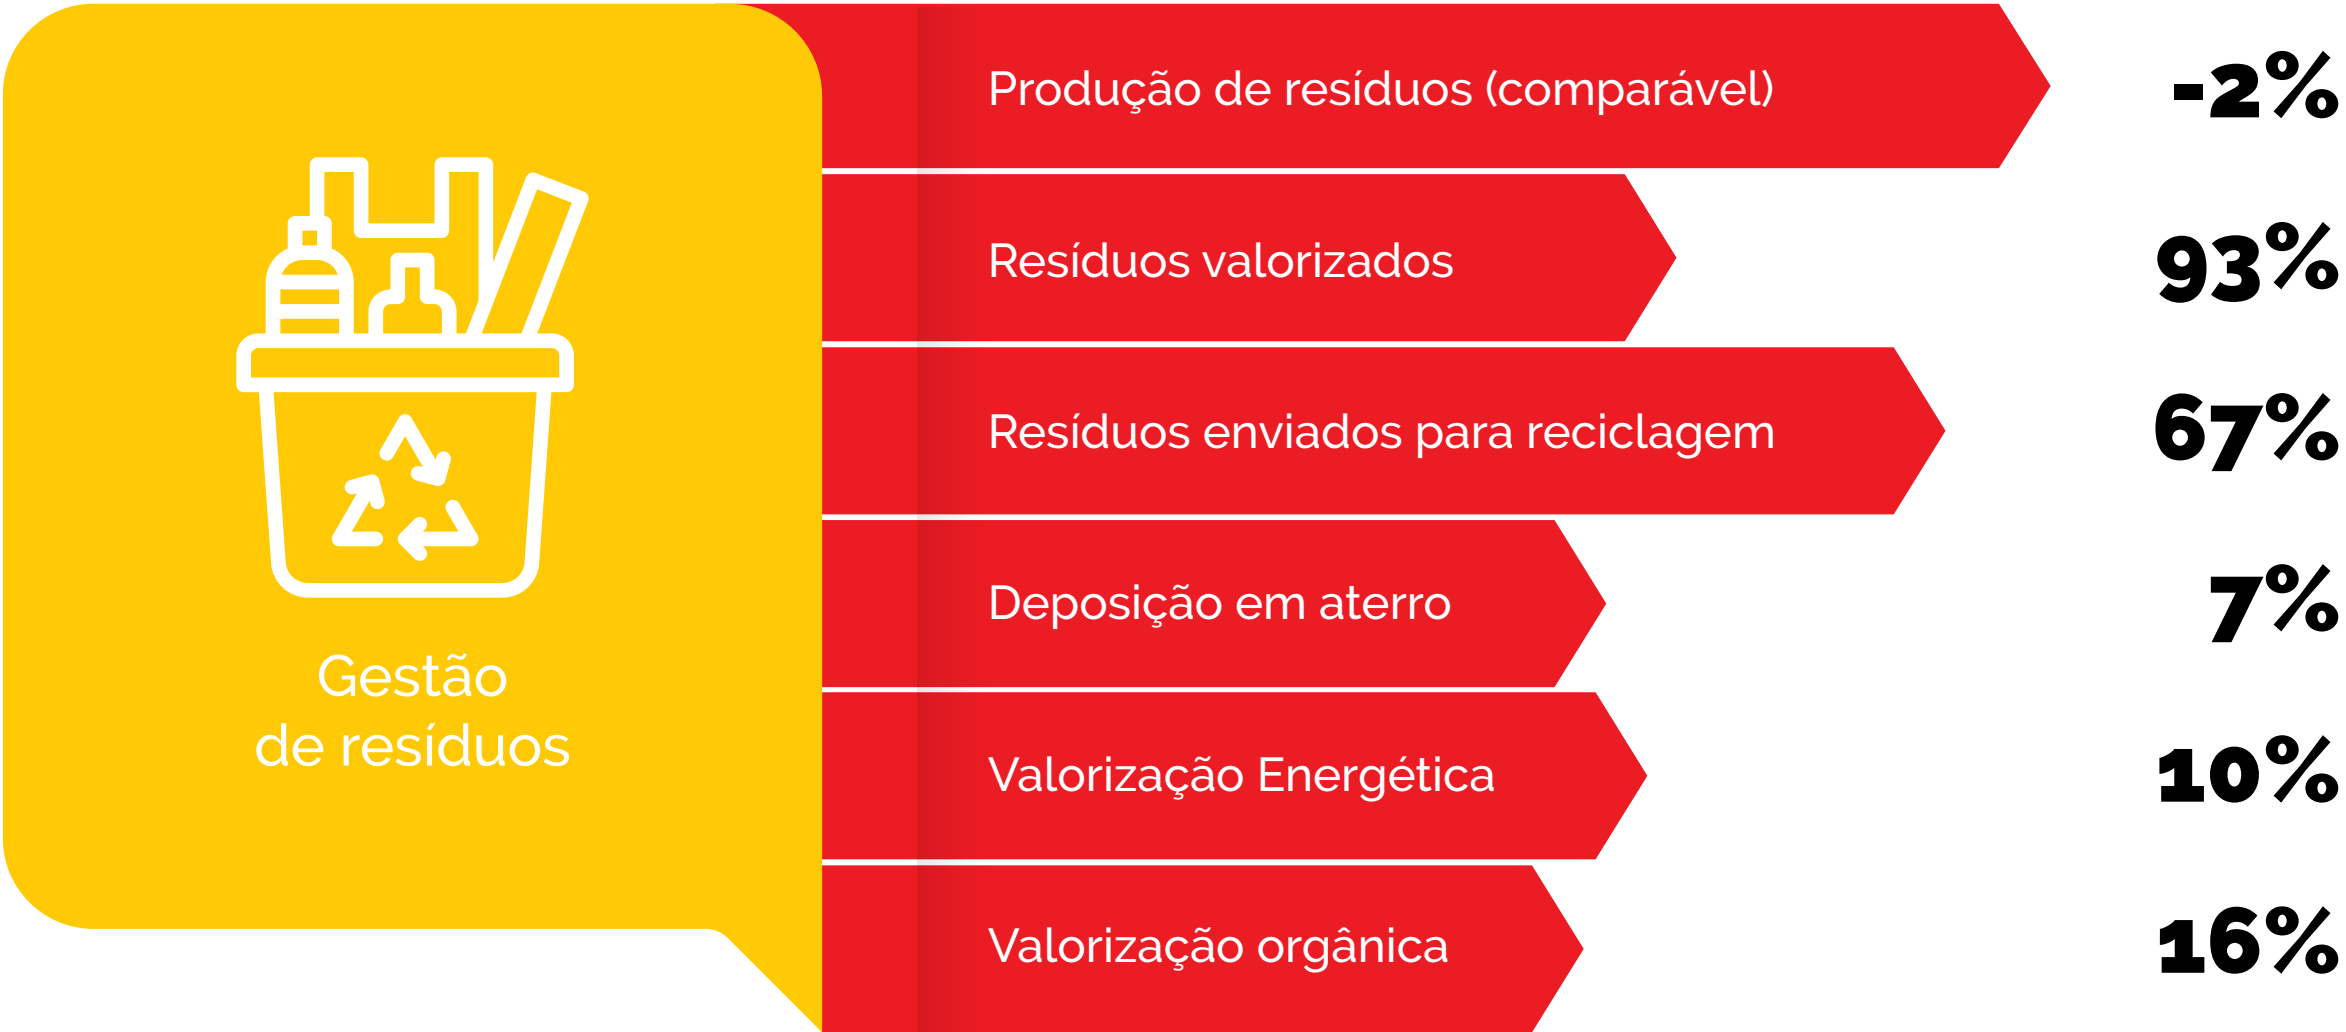 Gestão
de resíduos
Produção de resíduos (comparável) -2%
Resíduos valorizados 93%
Resíduos enviados para reciclagem 67%
Deposição em aterro 7%
Valorização Energética 10%
Valorização orgânica 16%